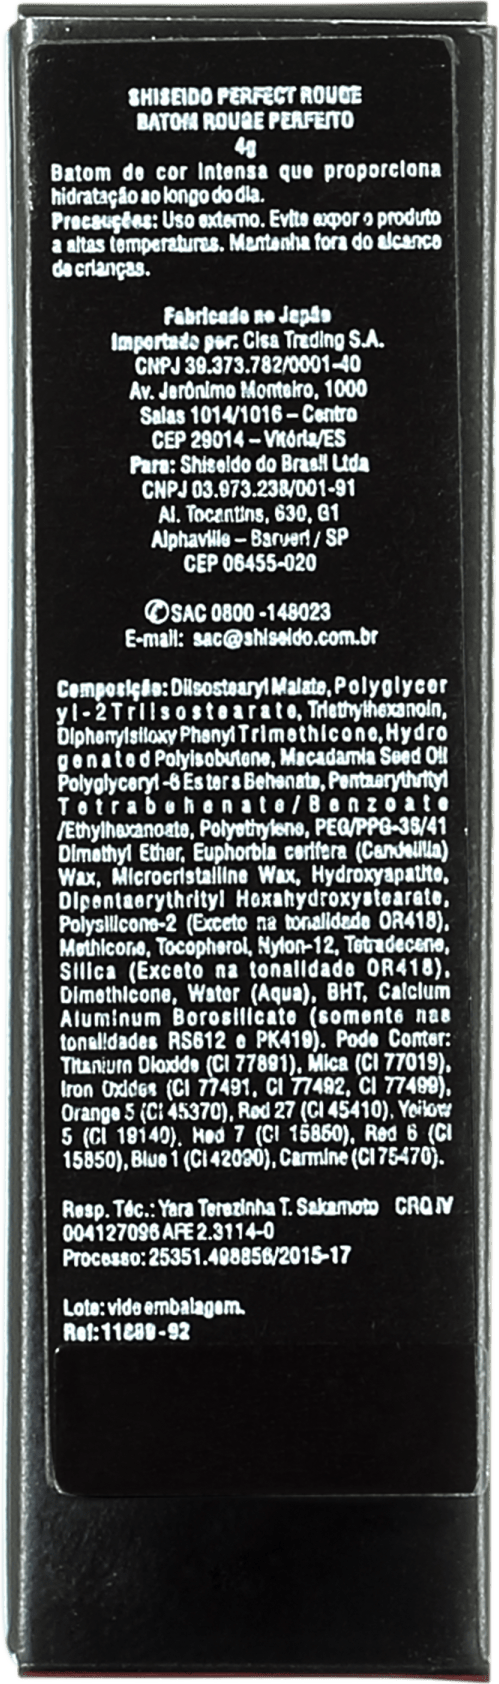 SHISEIDO PERFECT ROUGE
BATOM ROUGE PERFEITO
4g
Batom de cor intensa que proporciona
hidratação ao longo do dia.
Precauções: Uso externo. Evite expor o produto
a altas temperaturas. Mantenha fora do alcance
de crianças.
Fabricado no Japão
Importado por: Cisa Trading S.A.
CNPJ 39.373.782/0001-40
Av. Jerônimo Monteiro, 1000
Salas 1014/1016 – Centro
CEP 29014 – Vitória/ES
Para: Shiseido do Brasil Ltda
CNPJ 03.973.238/001-91
Al. Tocantins, 630, G1
Alphaville – Barueri / SP
CEP 06455-020
✆SAC 0800 -148023
E-mail: sac@shiseido.com.br
Composição: Diisostearyl Malate, Polyglycer
yl-2 Triisostearate, Triethylhexanoin,
Diphenylsiloxy Phenyl Trimethicone, Hydro
genated Polyisobutene, Macadamia Seed Oil
Polyglyceryl -6 Esters Behenate, Pentaerythrityl
Tetrabehenate/Benzoate
/Ethylhexanoato, Polyethylene, PEG/PPG-36/41
Dimethyl Ether, Euphorbia cerifera (Candelilla)
Wax, Microcristalline Wax, Hydroxyapatite,
Dipentaerythrityl Hexahydroxystearate,
Polysilicone-2 (Exceto na tonalidade OR418),
Methicone, Tocopherol, Nylon-12, Tetradecene,
Silica (Exceto na tonalidade OR418),
Dimethicone, Water (Aqua), BHT, Calcium
Aluminum Borosilicate (somente nas
tonalidades RS612 e PK419). Pode Conter:
Titanium Dioxide (CI 77891), Mica (CI 77019),
Iron Oxides (CI 77491, CI 77492, CI 77499),
Orange 5 (CI 45370), Red 27 (CI 45410), Yellow
5 (CI 19140), Red 7 (CI 15850), Red 6 (CI
15850), Blue 1 (CI 42090), Carmine (CI 75470).
Resp. Téc.: Yara Terezinha T. Sakamoto CRQ IV
004127096 AFE 2.3114-0
Processo: 25351.498856/2015-17
Lote: vide embalagem.
Ref: -92